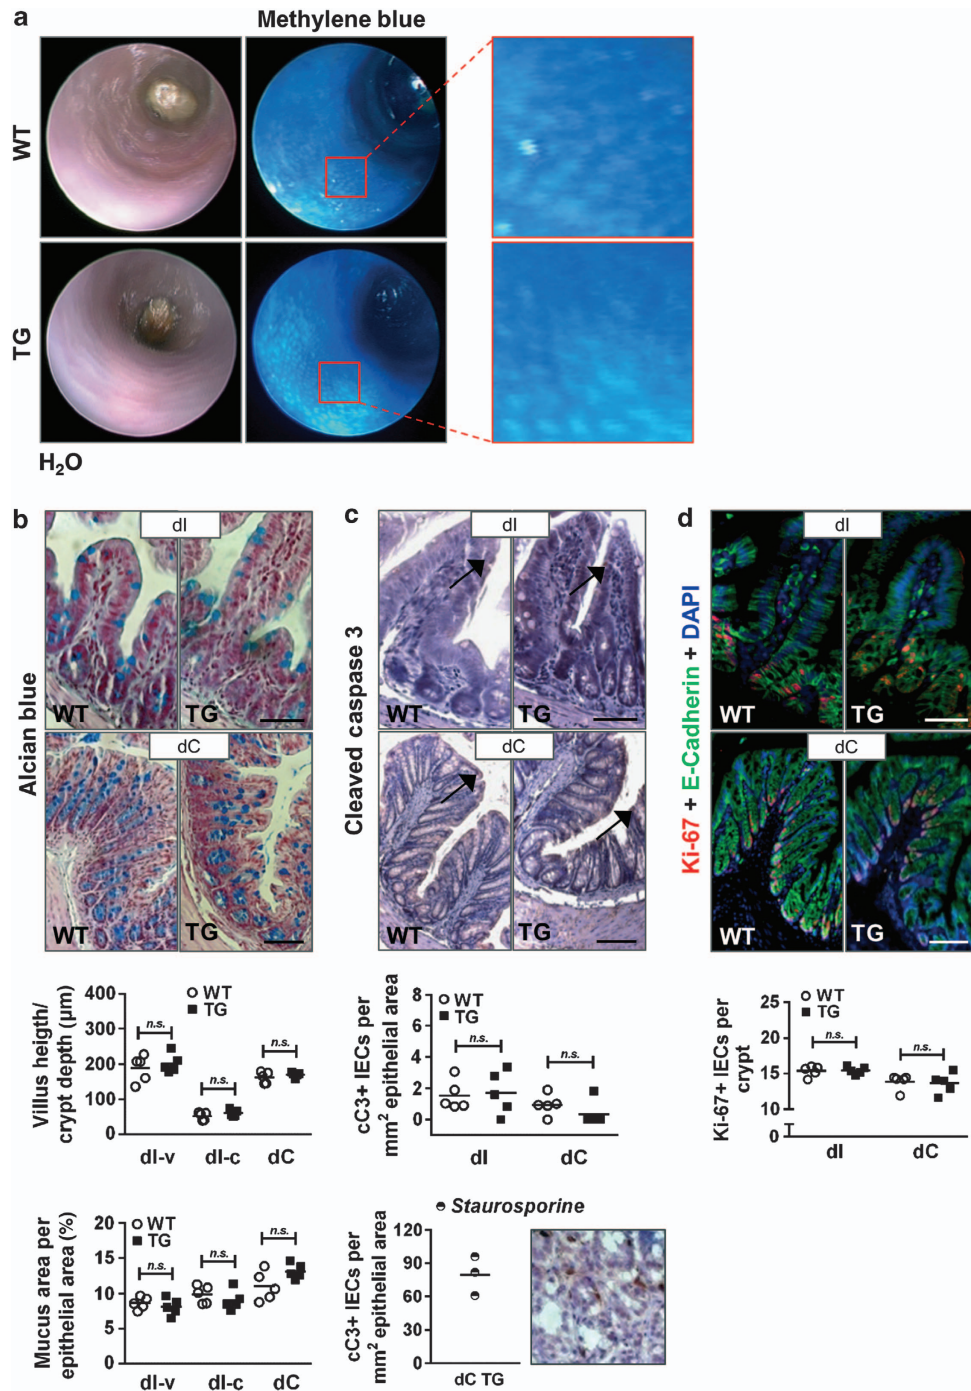 a
Methylene blue
WT
TG
H2O
b
Alcian blue
dI
WT
TG
dC
WT
TG
c
Cleaved caspase 3
dI
WT
TG
dC
WT
TG
d
Ki-67 + E-Cadherin + DAPI
dI
WT
TG
dC
WT
TG
Villus heigth/
crypt depth (µm)
400
300
200
100
0
WT
TG
n.s.
n.s.
n.s.
dI-v
dI-c
dC
cC3+ IECs per
mm2 epithelial area
8
6
4
2
0
WT
TG
n.s.
n.s.
dI
dC
Ki-67+ IECs per
crypt
25
20
15
10
0
WT
TG
n.s.
n.s.
dI
dC
Mucus area per
epithelial area (%)
20
15
10
5
0
WT
TG
n.s.
n.s.
n.s.
dI-v
dI-c
dC
Staurosporine
cC3+ IECs per
mm2 epithelial area
120
90
60
30
0
dC TG